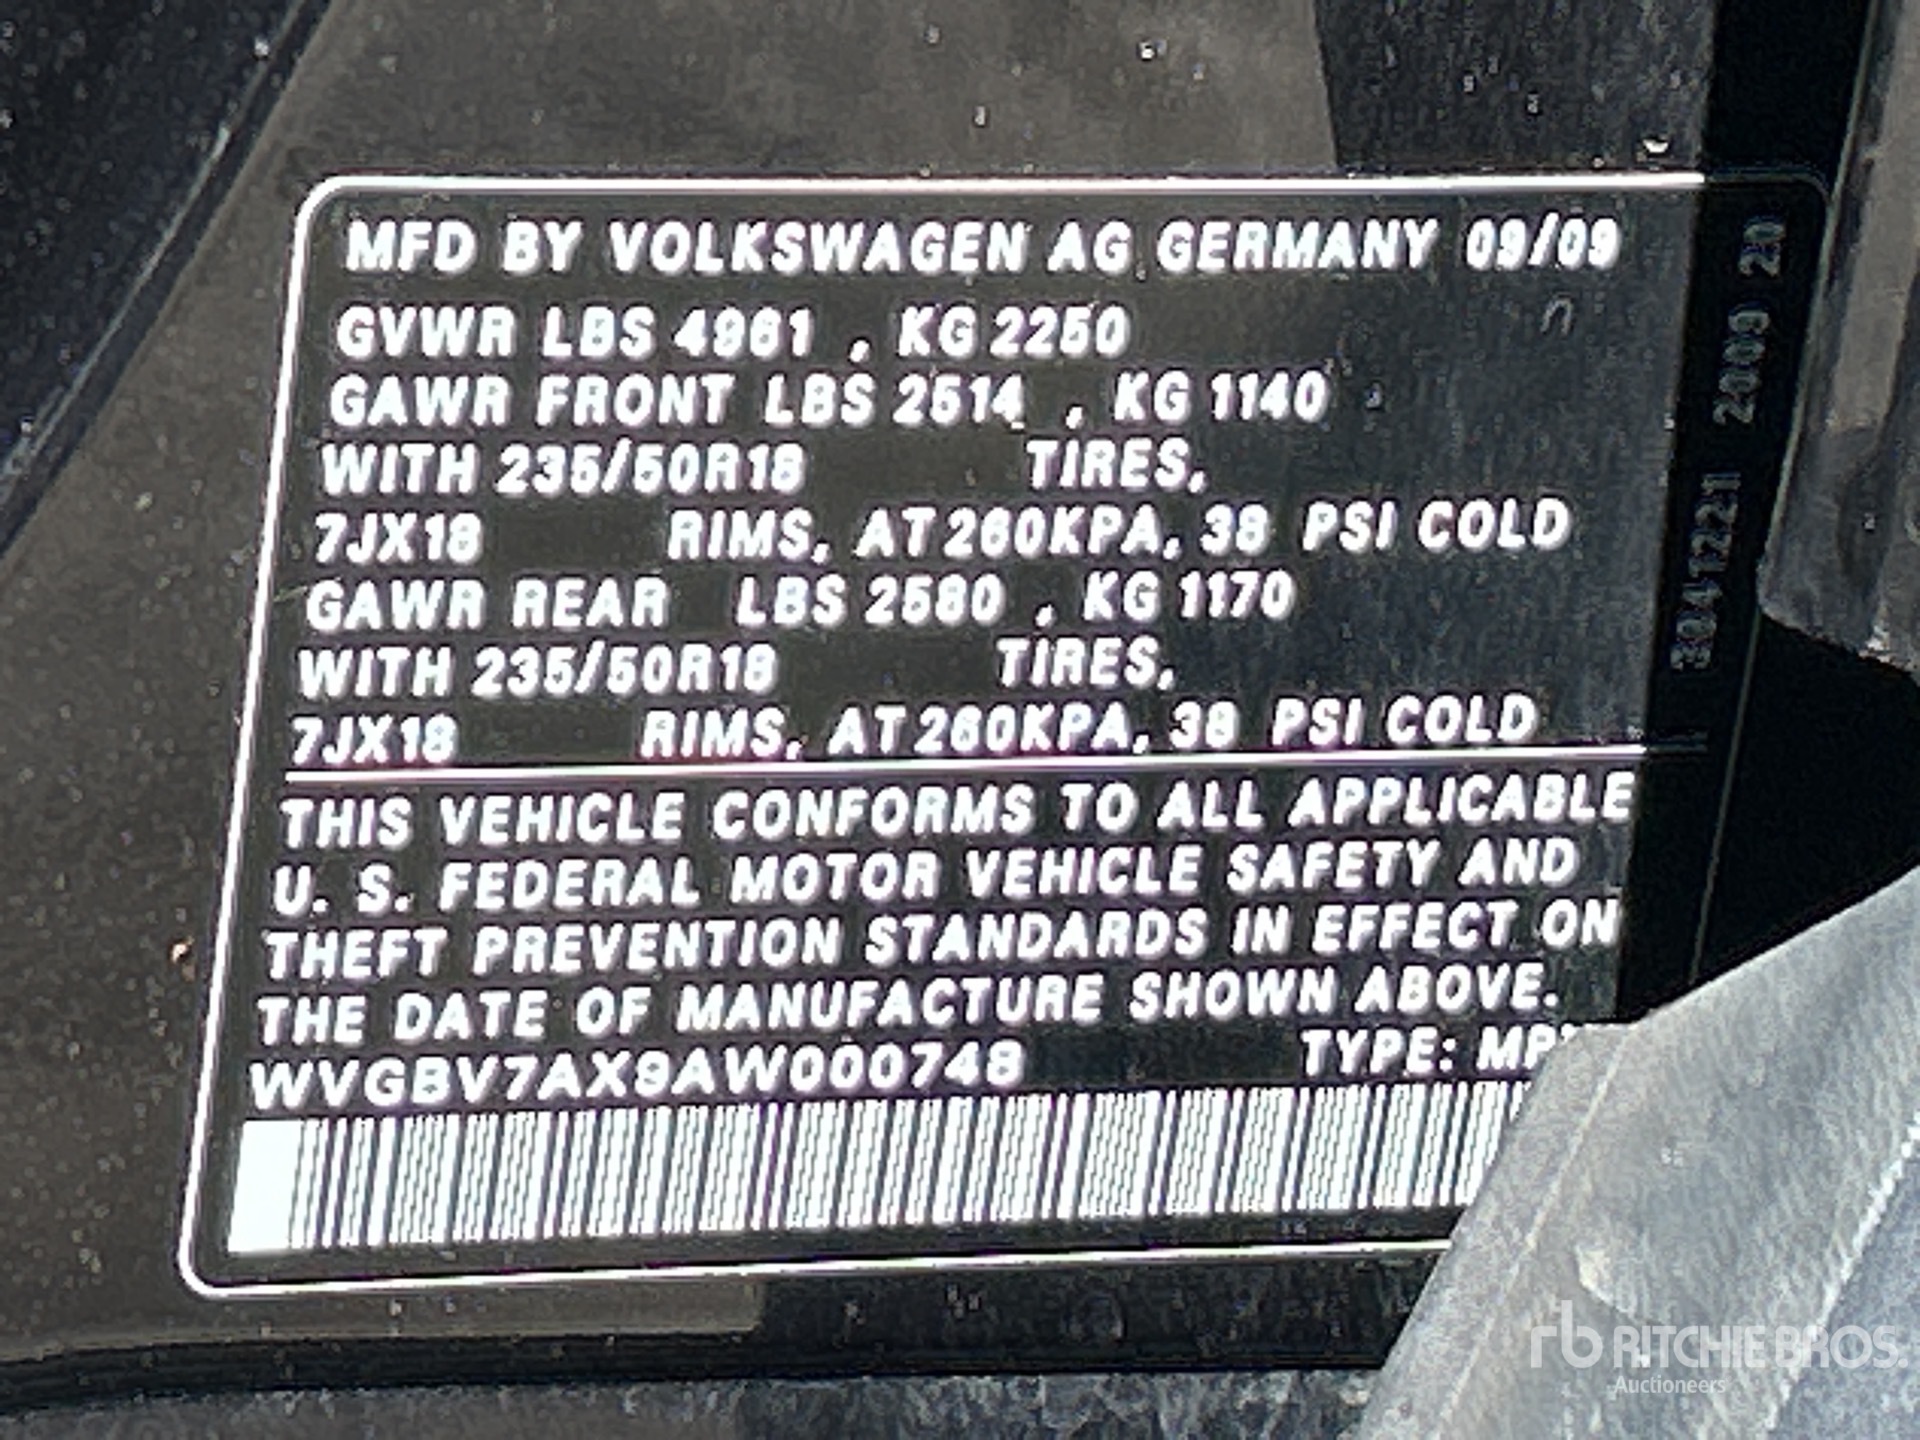 MFD BY VOLKSWAGEN AG GERMANY 09/09
GVWR LBS 4961 , KG 2250
GAWR FRONT LBS 2514 , KG 1140
WITH 235/50R18 TIRES,
7JX18 RIMS, AT 260KPA, 38 PSI COLD
GAWR REAR LBS 2580 , KG 1170
WITH 235/50R18 TIRES,
7JX18 RIMS, AT 260KPA, 38 PSI COLD
THIS VEHICLE CONFORMS TO ALL APPLICABLE
U. S. FEDERAL MOTOR VEHICLE SAFETY AND
THEFT PREVENTION STANDARDS IN EFFECT ON
THE DATE OF MANUFACTURE SHOWN ABOVE.
WVGBV7AX9AW000748 TYPE:
3041221 2009 20
rb RITCHIE BROS.
Auctioneers